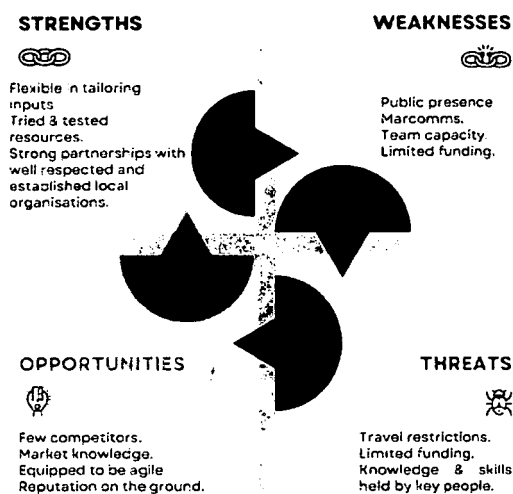 STRENGTHS
Flexible in tailoring
inputs
Tried & tested
resources.
Strong partnerships with
well respected and
established local
organisations.
WEAKNESSES
Public presence
Marcomms.
Team capacity.
Limited funding.
OPPORTUNITIES
Few competitors.
Market knowledge.
Equipped to be agile
Reputation on the ground.
THREATS
Travel restrictions.
Limited funding.
Knowledge & skills
held by key people.